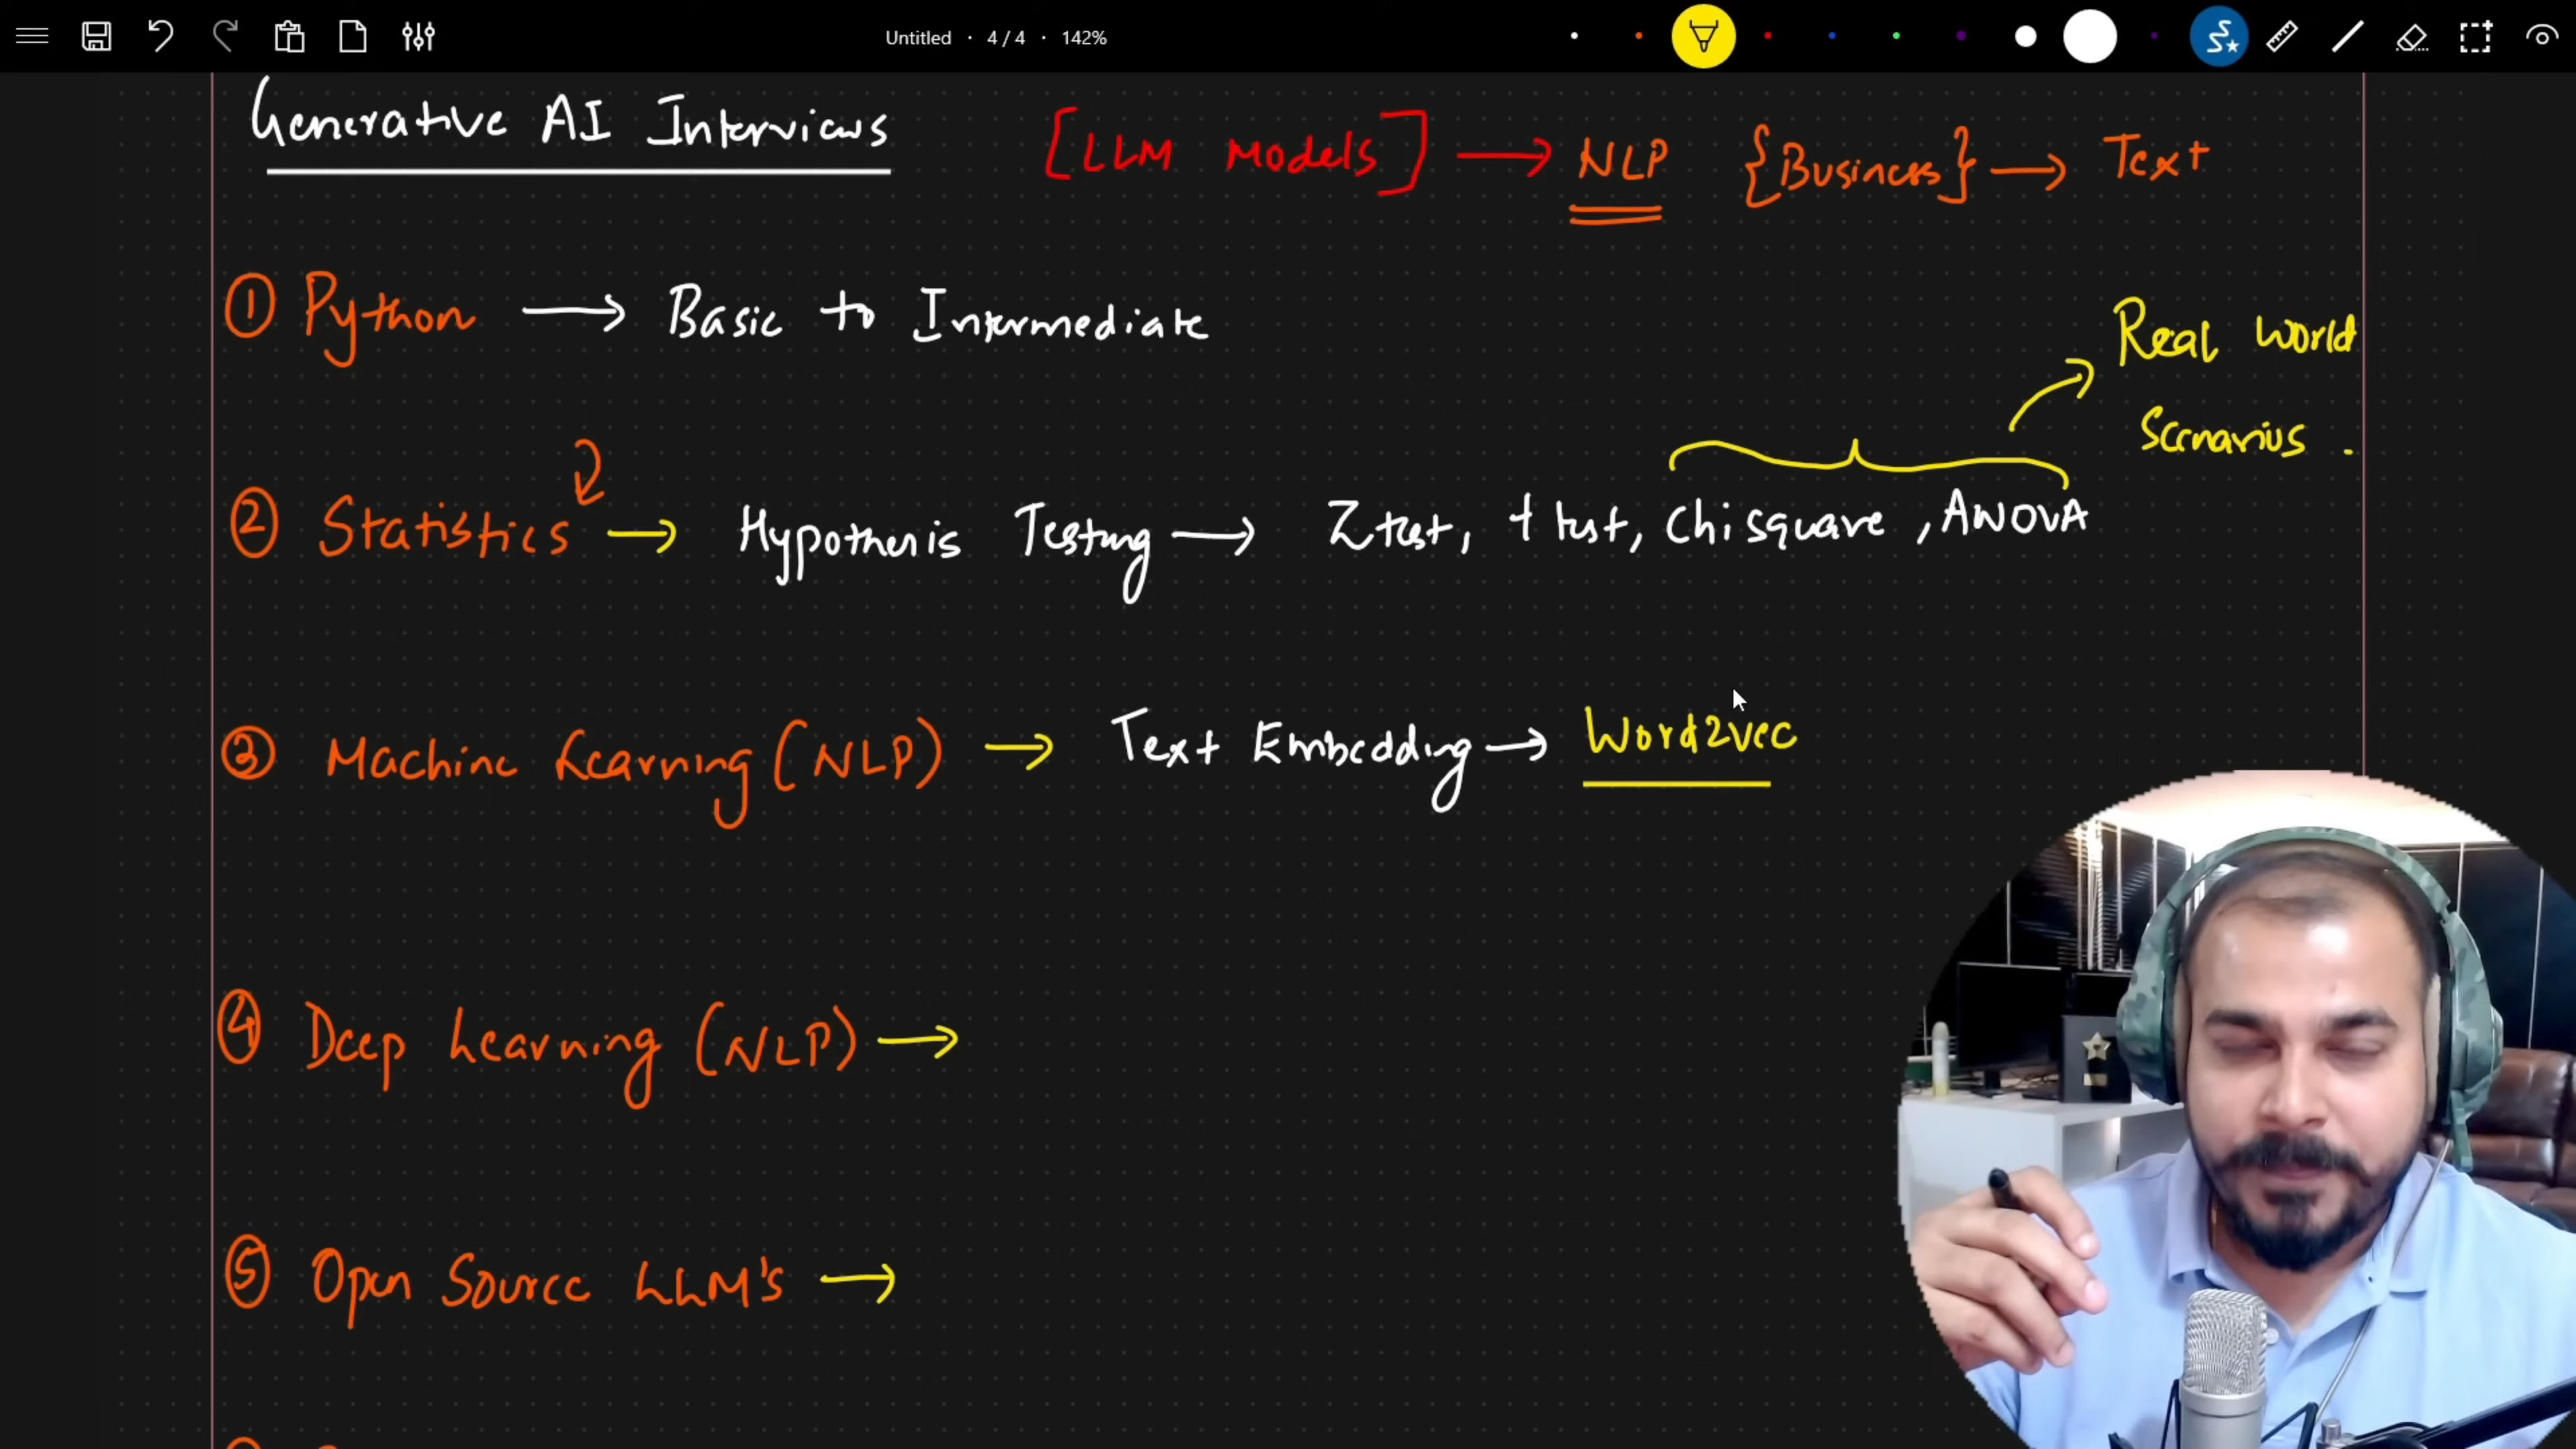 Untitled · 4 / 4 · 142%
Generative AI Interviews
[LLM Models] → NLP {Business} → Text
① Python → Basic to Intermediate
Real World
Scenarios .
② Statistics → Hypothesis Testing → Z test, t test, Chi square , ANOVA
③ Machine Learning (NLP) → Text Embedding → Word2vec
④ Deep Learning (NLP) →
⑤ Open Source LLM's →